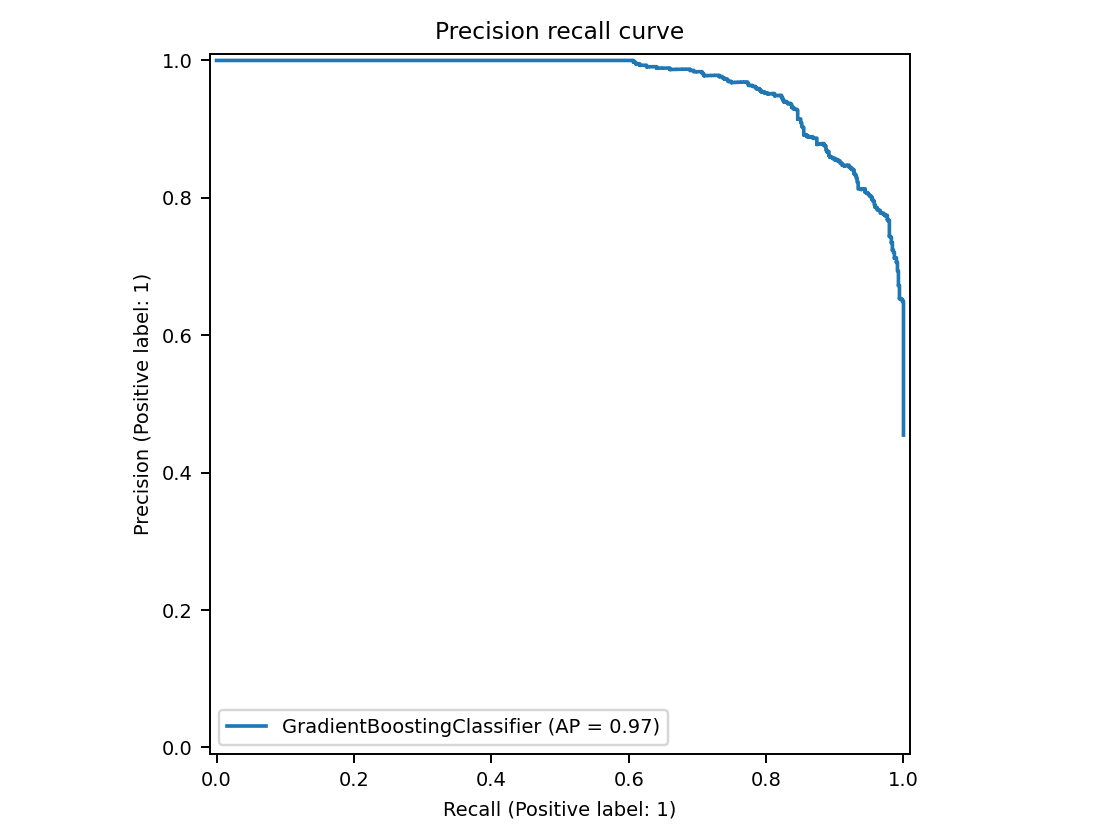 Precision recall curve
1.0
0.8
0.6
0.4
0.2
0.0
Precision (Positive label: 1)
GradientBoostingClassifier (AP = 0.97)
0.0 0.2 0.4 0.6 0.8 1.0
Recall (Positive label: 1)